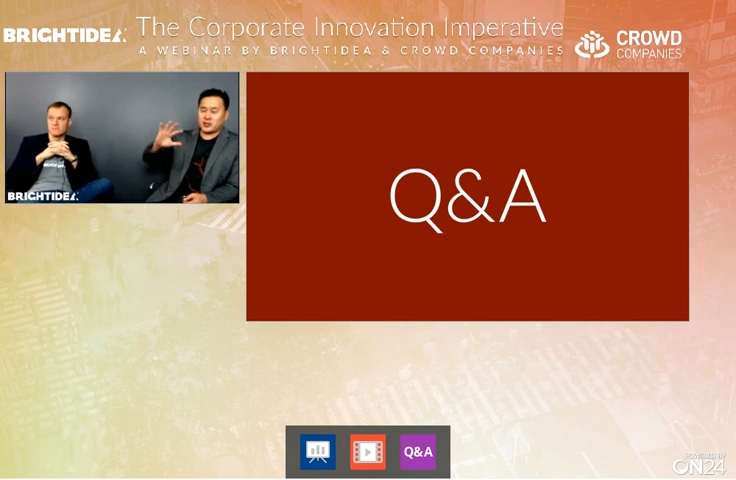 BRIGHTIDEA
The Corporate Innovation Imperative
A WEBINAR BY BRIGHTIDEA & CROWD COMPANIES
CROWD
COMPANIES
BRIGHTIDEA
Q&A
Q&A
POWERED BY
ON24